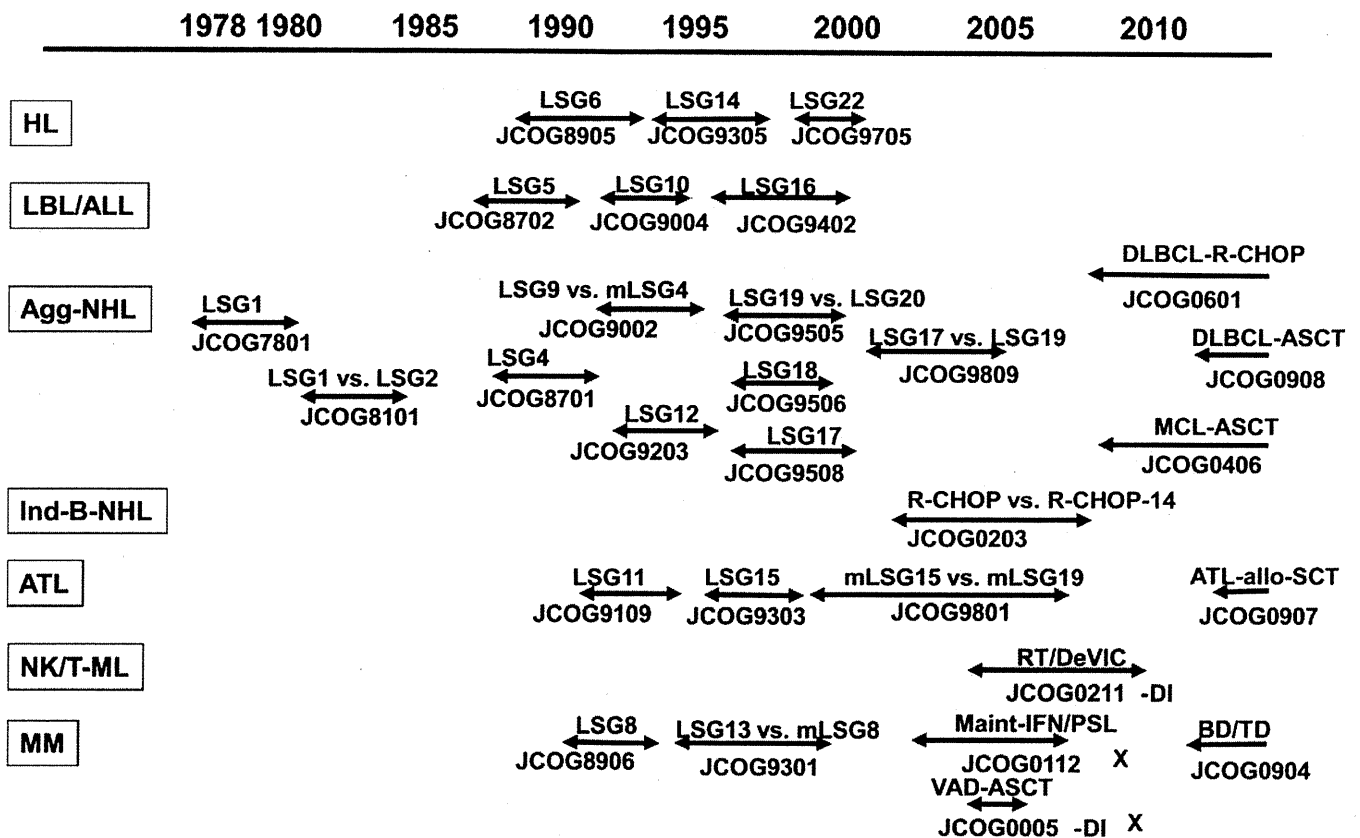 1978 1980 1985 1990 1995 2000 2005 2010
HL
LSG6 LSG14 LSG22
JCOG8905 JCOG9305 JCOG9705
LBL/ALL
LSG5 LSG10 LSG16
JCOG8702 JCOG9004 JCOG9402
DLBCL-R-CHOP
JCOG0601
Agg-NHL
LSG1 LSG9 vs. mLSG4 LSG19 vs. LSG20
JCOG7801 JCOG9002 JCOG9505
LSG17 vs. LSG19 DLBCL-ASCT
JCOG9809 JCOG0908
LSG1 vs. LSG2 LSG4 LSG18
JCOG8101 JCOG8701 JCOG9506
LSG12 LSG17 MCL-ASCT
JCOG9203 JCOG9508 JCOG0406
Ind-B-NHL
R-CHOP vs. R-CHOP-14
JCOG0203
ATL
LSG11 LSG15 mLSG15 vs. mLSG19 ATL-allo-SCT
JCOG9109 JCOG9303 JCOG9801 JCOG0907
NK/T-ML
RT/DeVIC
JCOG0211 -DI
MM
LSG8 LSG13 vs. mLSG8 Maint-IFN/PSL BD/TD
JCOG8906 JCOG9301 JCOG0112 X JCOG0904
VAD-ASCT
JCOG0005 -DI X